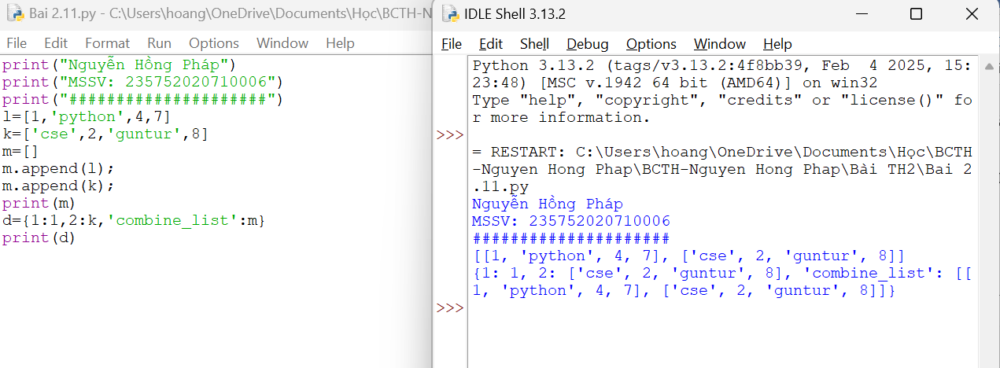 Bai 2.11.py - C:\Users\hoang\OneDrive\Documents\Học\BCTH-N
File Edit Format Run Options Window Help
print("Nguyễn Hồng Pháp")
print("MSSV: 235752020710006")
print("#####################")
l=[1,'python',4,7]
k=['cse',2,'guntur',8]
m=[]
m.append(l);
m.append(k);
print(m)
d={1:1,2:k,'combine_list':m}
print(d)
IDLE Shell 3.13.2
File Edit Shell Debug Options Window Help
Python 3.13.2 (tags/v3.13.2:4f8bb39, Feb 4 2025, 15:
23:48) [MSC v.1942 64 bit (AMD64)] on win32
Type "help", "copyright", "credits" or "license()" fo
r more information.
>>>
= RESTART: C:\Users\hoang\OneDrive\Documents\Học\BCTH
-Nguyen Hong Phap\BCTH-Nguyen Hong Phap\Bài TH2\Bai 2
.11.py
Nguyễn Hồng Pháp
MSSV: 235752020710006
#####################
[[1, 'python', 4, 7], ['cse', 2, 'guntur', 8]]
{1: 1, 2: ['cse', 2, 'guntur', 8], 'combine_list': [[
1, 'python', 4, 7], ['cse', 2, 'guntur', 8]]}
>>>